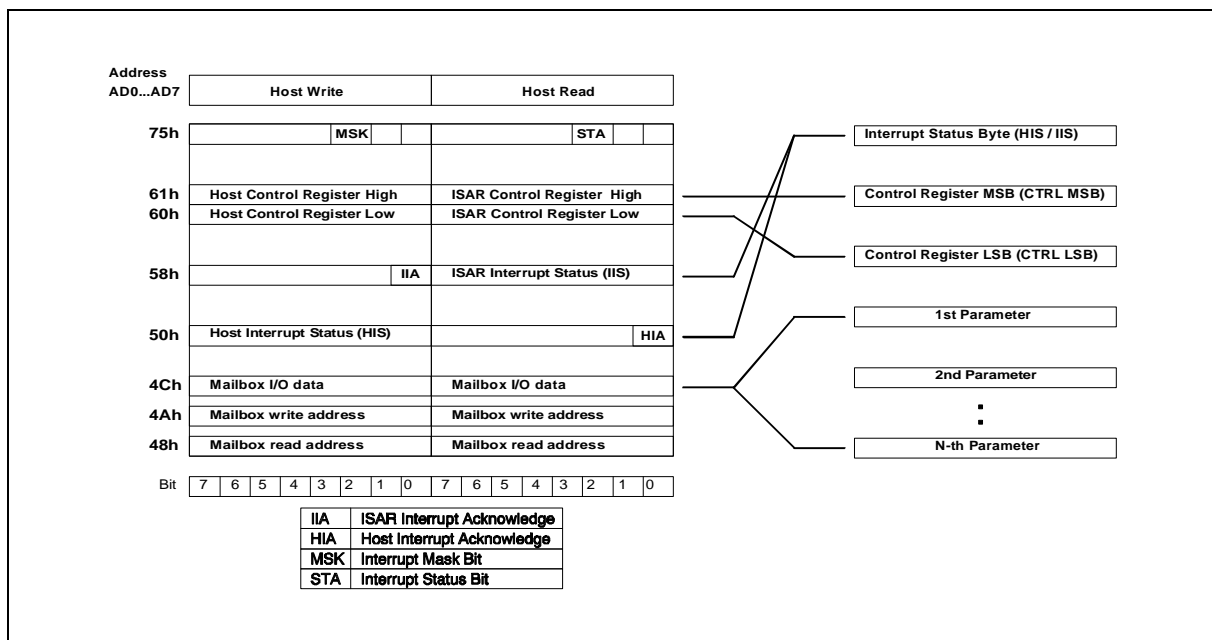 Address
AD0...AD7 Host Write Host Read
75h MSK STA Interrupt Status Byte (HIS / IIS)
61h Host Control Register High ISAR Control Register High Control Register MSB (CTRL MSB)
60h Host Control Register Low ISAR Control Register Low
Control Register LSB (CTRL LSB)
58h IIA ISAR Interrupt Status (IIS)
1st Parameter
50h Host Interrupt Status (HIS) HIA
4Ch Mailbox I/O data Mailbox I/O data 2nd Parameter
4Ah Mailbox write address Mailbox write address
48h Mailbox read address Mailbox read address N-th Parameter
Bit 7 6 5 4 3 2 1 0 7 6 5 4 3 2 1 0
IIA ISAR Interrupt Acknowledge
HIA Host Interrupt Acknowledge
MSK Interrupt Mask Bit
STA Interrupt Status Bit